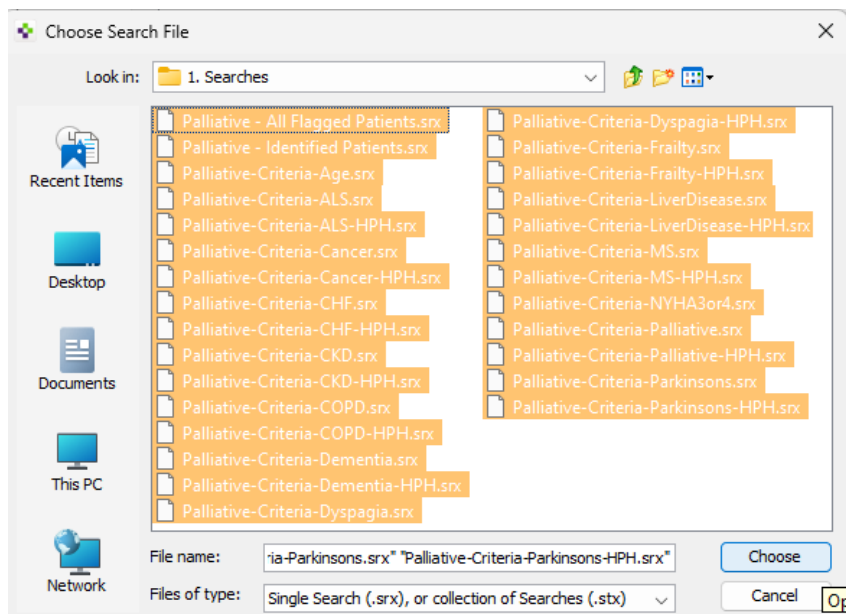 Choose Search File
Look in:
1. Searches
Recent Items
Desktop
Documents
This PC
Network
Palliative - All Flagged Patients.srx
Palliative - Identified Patients.srx
Palliative-Criteria-Age.srx
Palliative-Criteria-ALS.srx
Palliative-Criteria-ALS-HPH.srx
Palliative-Criteria-Cancer.srx
Palliative-Criteria-Cancer-HPH.srx
Palliative-Criteria-CHF.srx
Palliative-Criteria-CHF-HPH.srx
Palliative-Criteria-CKD.srx
Palliative-Criteria-CKD-HPH.srx
Palliative-Criteria-COPD.srx
Palliative-Criteria-COPD-HPH.srx
Palliative-Criteria-Dementia.srx
Palliative-Criteria-Dementia-HPH.srx
Palliative-Criteria-Dyspagia.srx
Palliative-Criteria-Dyspagia-HPH.srx
Palliative-Criteria-Frailty.srx
Palliative-Criteria-Frailty-HPH.srx
Palliative-Criteria-LiverDisease.srx
Palliative-Criteria-LiverDisease-HPH.srx
Palliative-Criteria-MS.srx
Palliative-Criteria-MS-HPH.srx
Palliative-Criteria-NYHA3or4.srx
Palliative-Criteria-Palliative.srx
Palliative-Criteria-Palliative-HPH.srx
Palliative-Criteria-Parkinsons.srx
Palliative-Criteria-Parkinsons-HPH.srx
File name: ria-Parkinsons.srx" "Palliative-Criteria-Parkinsons-HPH.srx" Choose
Files of type: Single Search (.srx), or collection of Searches (.stx) Cancel